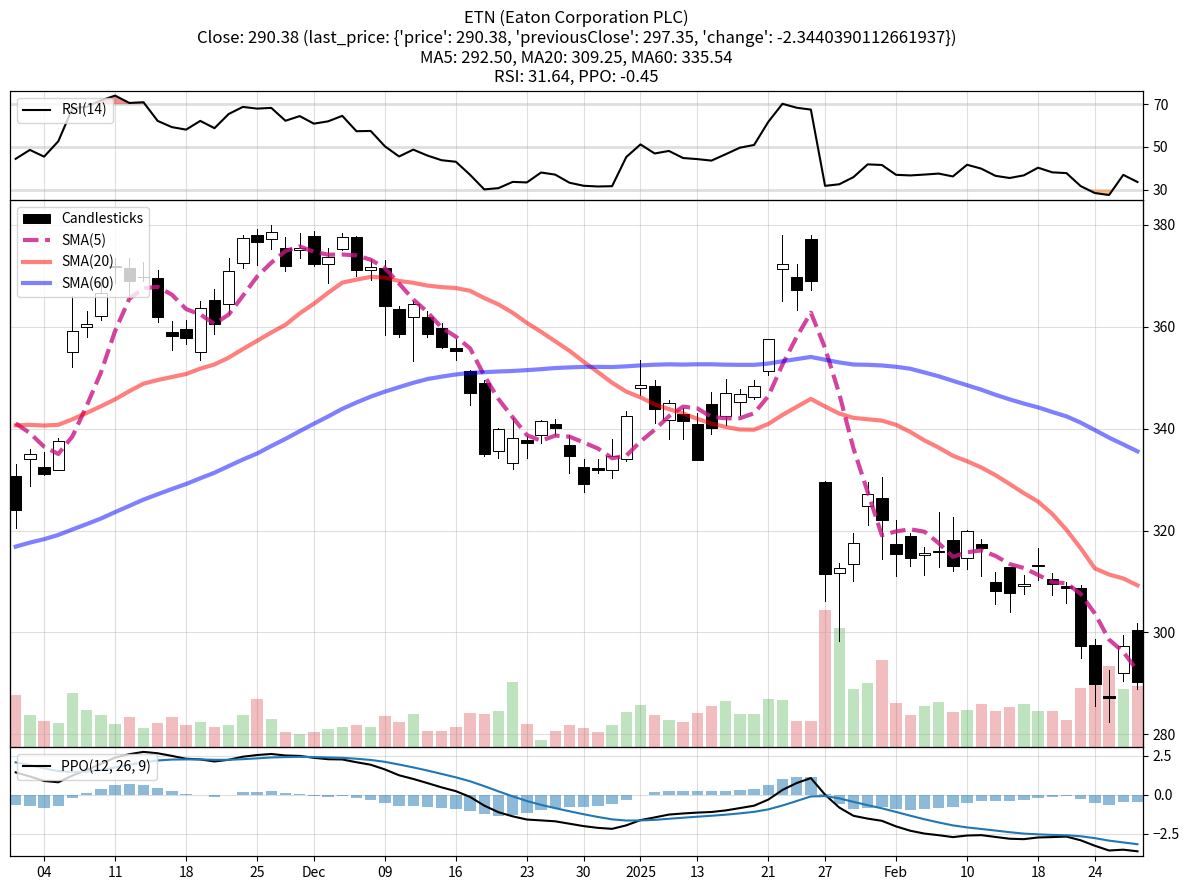 ETN (Eaton Corporation PLC)
Close: 290.38 (last_price: {'price': 290.38, 'previousClose': 297.35, 'change': -2.3440390112661937})
MA5: 292.50, MA20: 309.25, MA60: 335.54
RSI: 31.64, PPO: -0.45
RSI(14)
70
50
30
Candlesticks
SMA(5)
SMA(20)
SMA(60)
380
360
340
320
300
280
PPO(12, 26, 9)
2.5
0.0
−2.5
04 11 18 25 Dec 09 16 23 30 2025 13 21 27 Feb 10 18 24